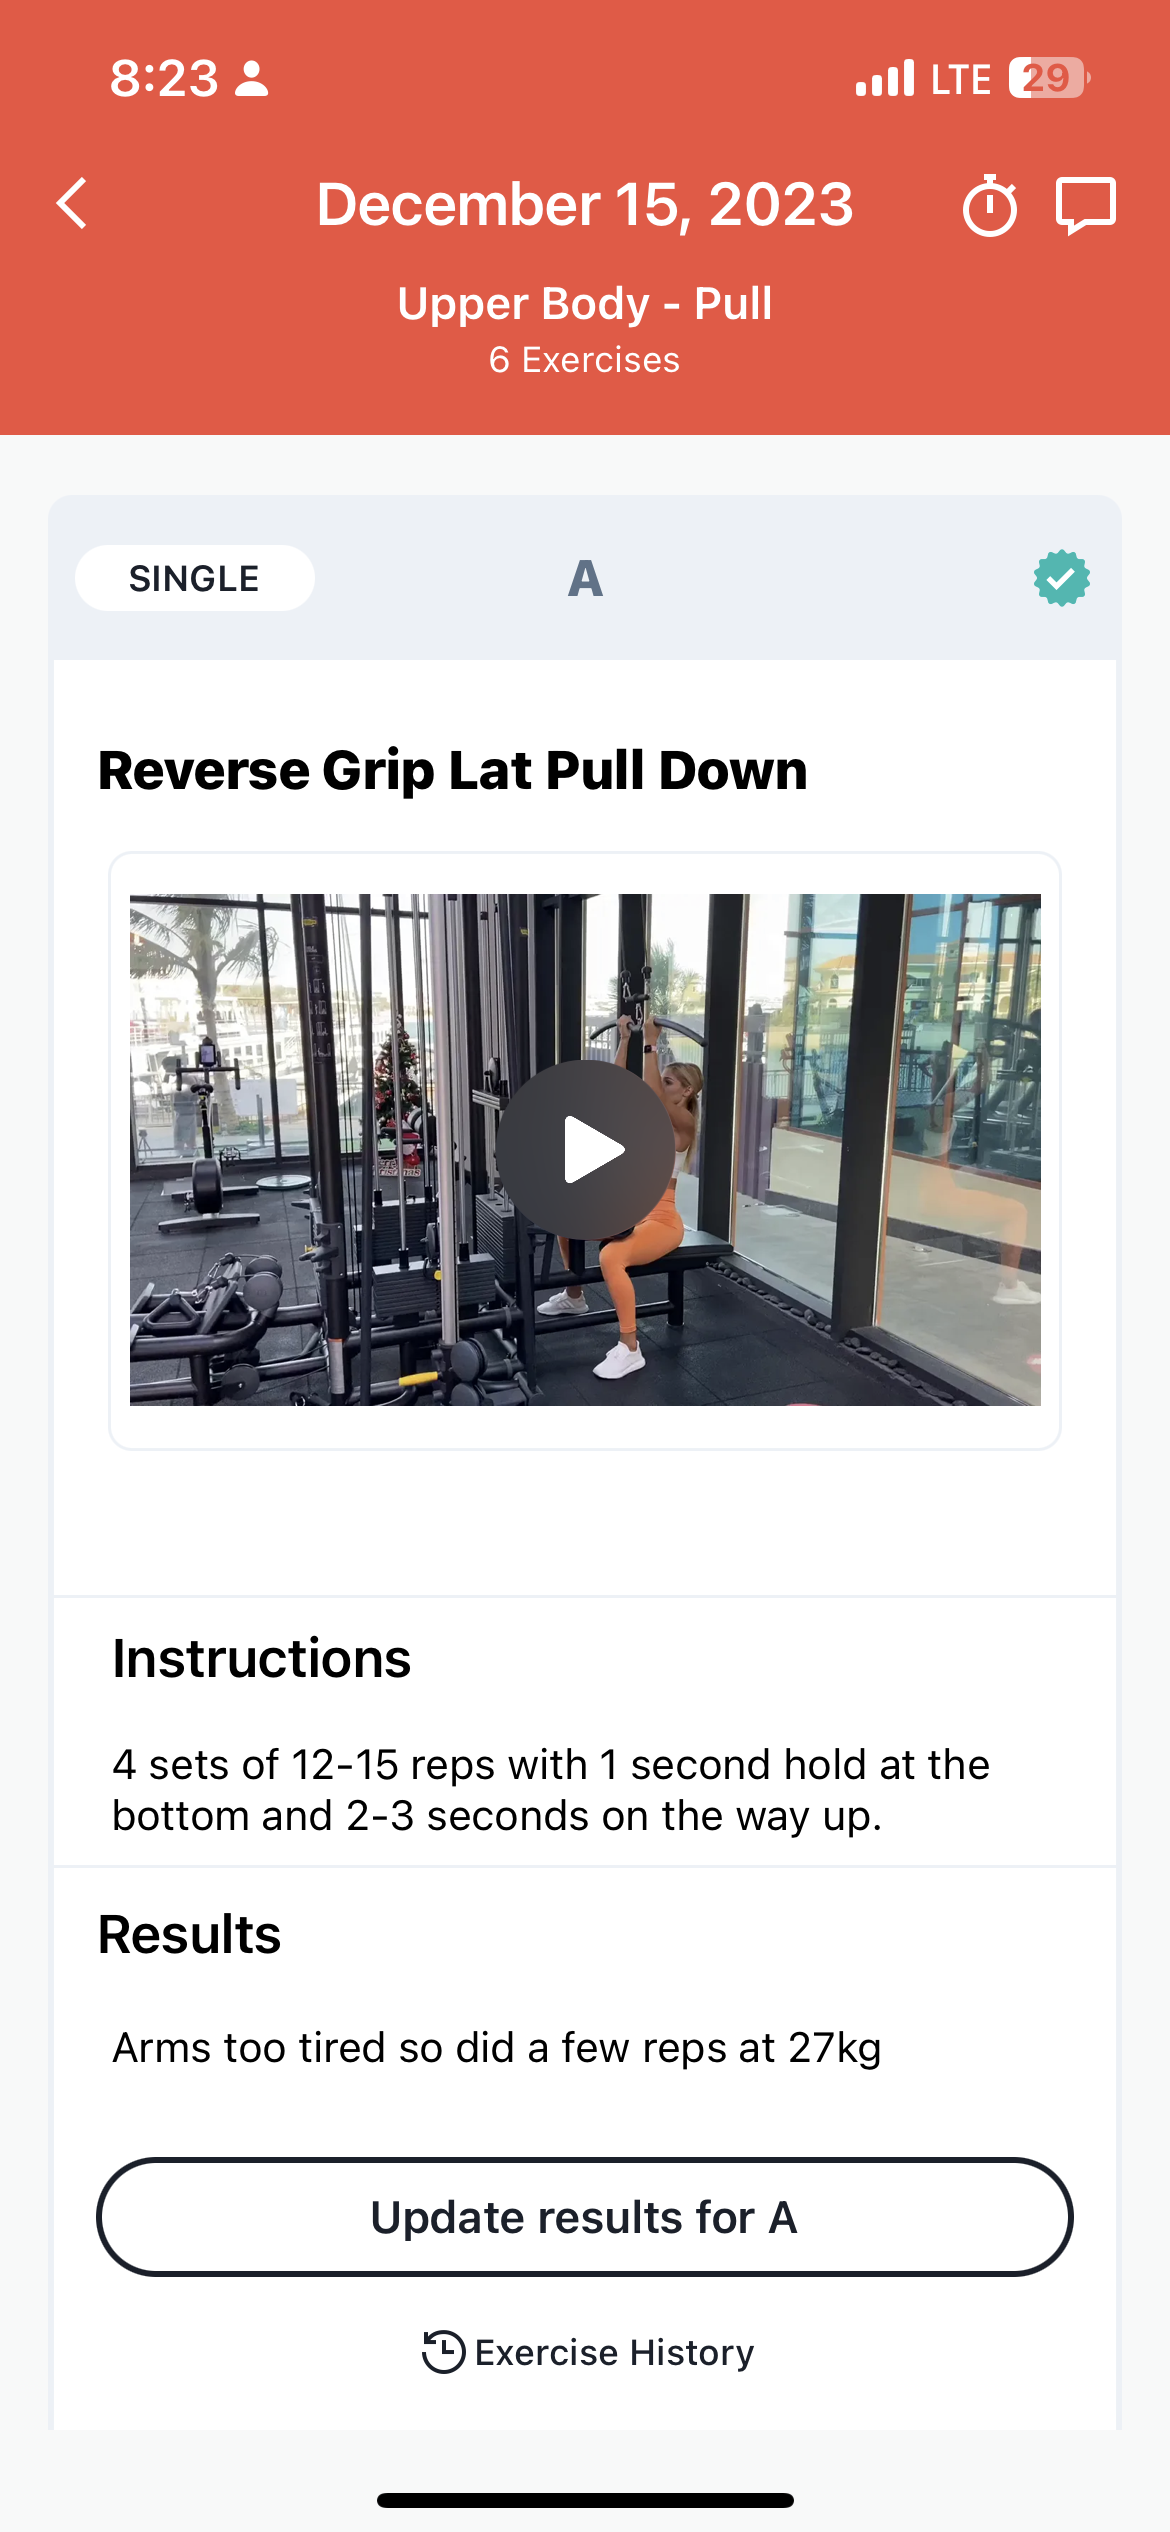 8:23
LTE 29
December 15, 2023
Upper Body - Pull
6 Exercises
SINGLE
A
Reverse Grip Lat Pull Down
Instructions
4 sets of 12-15 reps with 1 second hold at the
bottom and 2-3 seconds on the way up.
Results
Arms too tired so did a few reps at 27kg
Update results for A
Exercise History